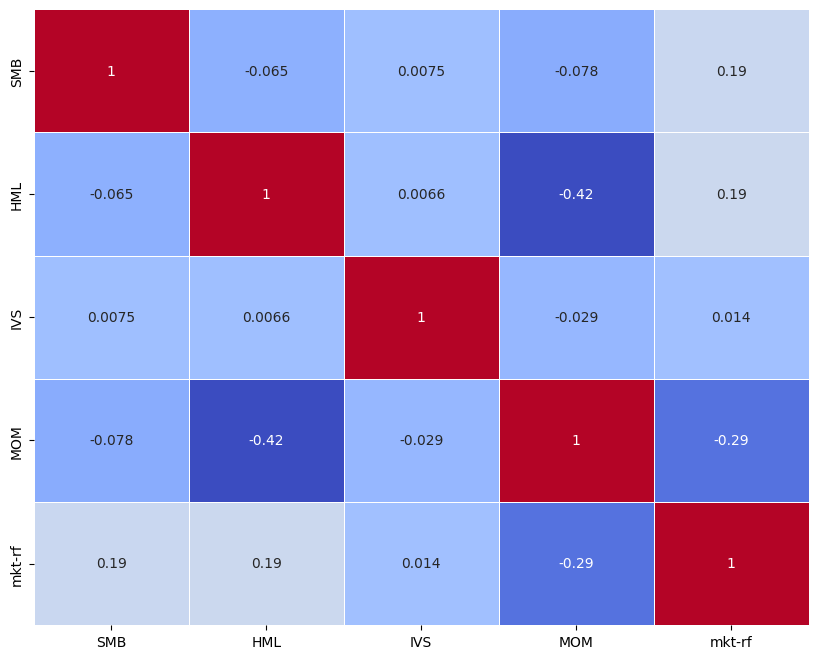 SMB 1 -0.065 0.0075 -0.078 0.19
HML -0.065 1 0.0066 -0.42 0.19
IVS 0.0075 0.0066 1 -0.029 0.014
MOM -0.078 -0.42 -0.029 1 -0.29
mkt-rf 0.19 0.19 0.014 -0.29 1
SMB HML IVS MOM mkt-rf